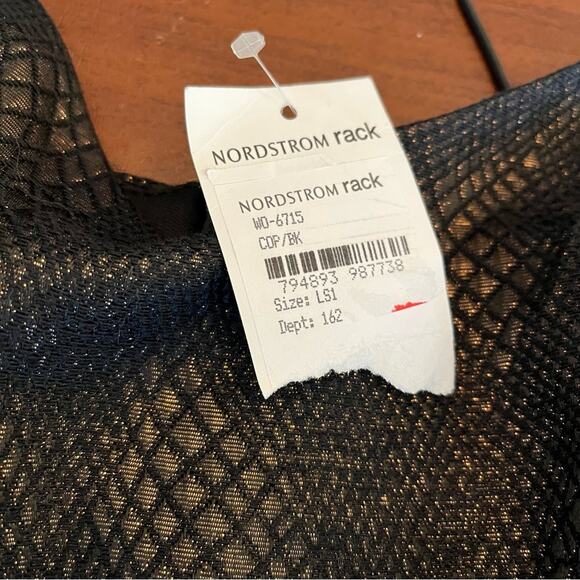 NORDSTROM rack
NORDSTROM rack
WO-6715
COP/BK
794893 987738
Size: LS1
Dept: 162